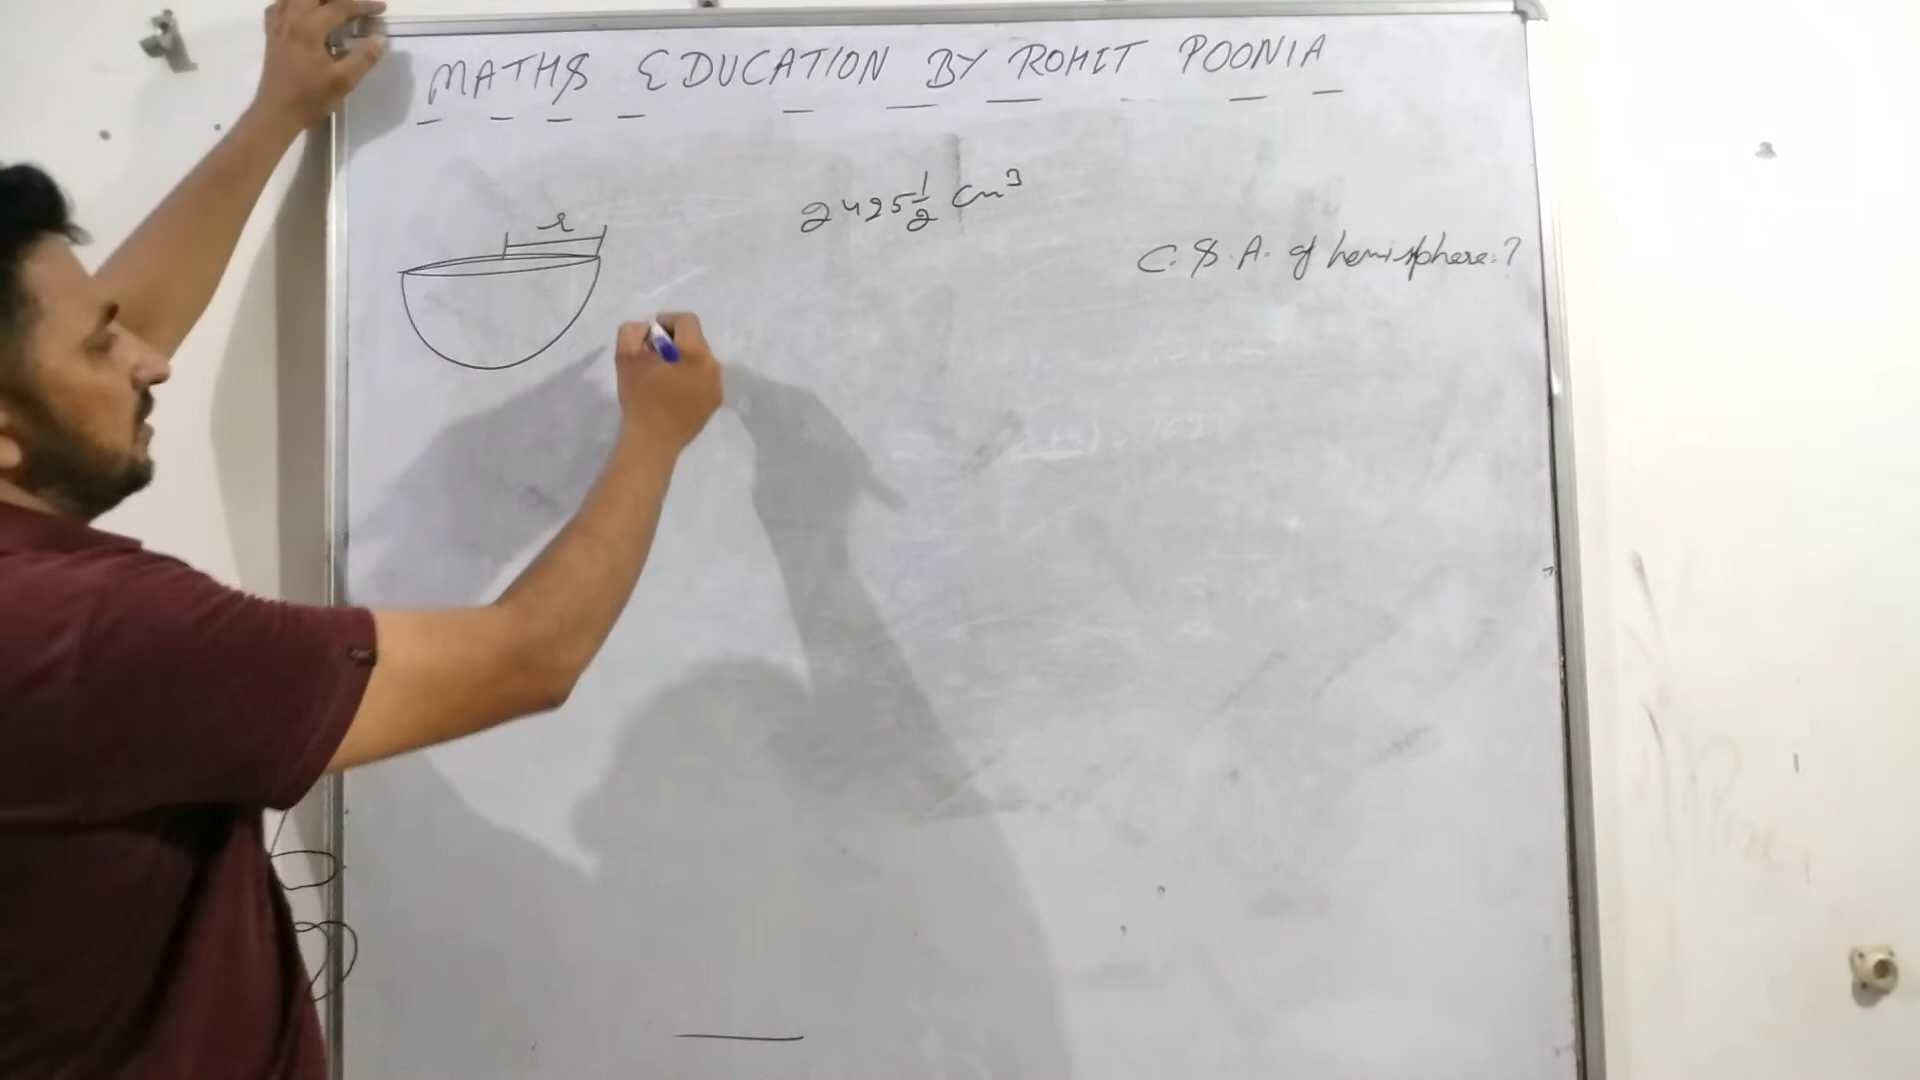 MATHS EDUCATION BY ROHIT POONIA
2425 1/2 cm³
r
C.S.A. of hemisphere.?